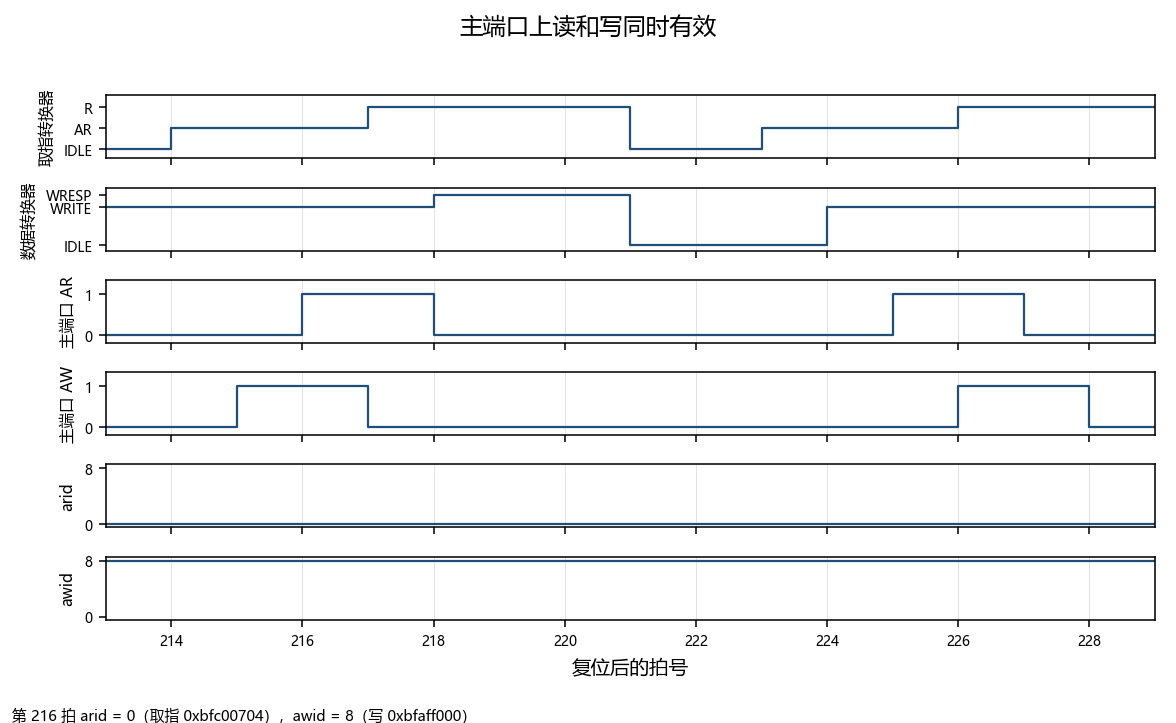 主端口上读和写同时有效
取指转换器
R
AR
IDLE
数据转换器
WRESP
WRITE
IDLE
主端口 AR
1
0
主端口 AW
1
0
arid
8
0
awid
8
0
214 216 218 220 222 224 226 228
复位后的拍号
第 216 拍 arid = 0（取指 0xbfc00704），awid = 8（写 0xbfaff000）